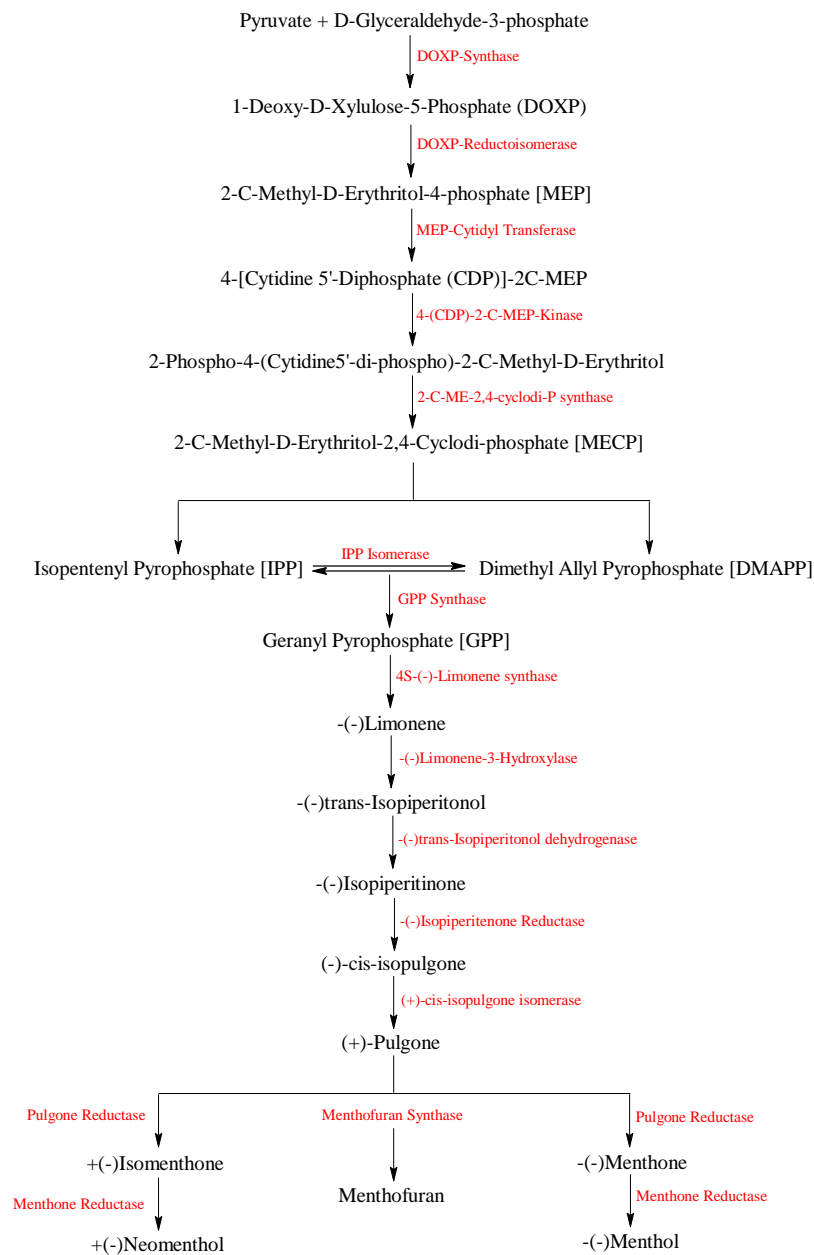 Pyruvate + D-Glyceraldehyde-3-phosphate
DOXP-Synthase
1-Deoxy-D-Xylulose-5-Phosphate (DOXP)
DOXP-Reductoisomerase
2-C-Methyl-D-Erythritol-4-phosphate [MEP]
MEP-Cytidyl Transferase
4-[Cytidine 5'-Diphosphate (CDP)]-2C-MEP
4-(CDP)-2-C-MEP-Kinase
2-Phospho-4-(Cytidine5'-di-phospho)-2-C-Methyl-D-Erythritol
2-C-ME-2,4-cyclodi-P synthase
2-C-Methyl-D-Erythritol-2,4-Cyclodi-phosphate [MECP]
IPP Isomerase
Isopentenyl Pyrophosphate [IPP] Dimethyl Allyl Pyrophosphate [DMAPP]
GPP Synthase
Geranyl Pyrophosphate [GPP]
4S-(-)-Limonene synthase
-(-)Limonene
-(-)Limonene-3-Hydroxylase
-(-)trans-Isopiperitonol
-(-)trans-Isopiperitonol dehydrogenase
-(-)Isopiperitinone
-(-)Isopiperitenone Reductase
(-)-cis-isopulgone
(+)-cis-isopulgone isomerase
(+)-Pulgone
Pulgone Reductase Menthofuran Synthase Pulgone Reductase
+(-)Isomenthone -(-)Menthone
Menthofuran
Menthone Reductase Menthone Reductase
+(-)Neomenthol -(-)Menthol